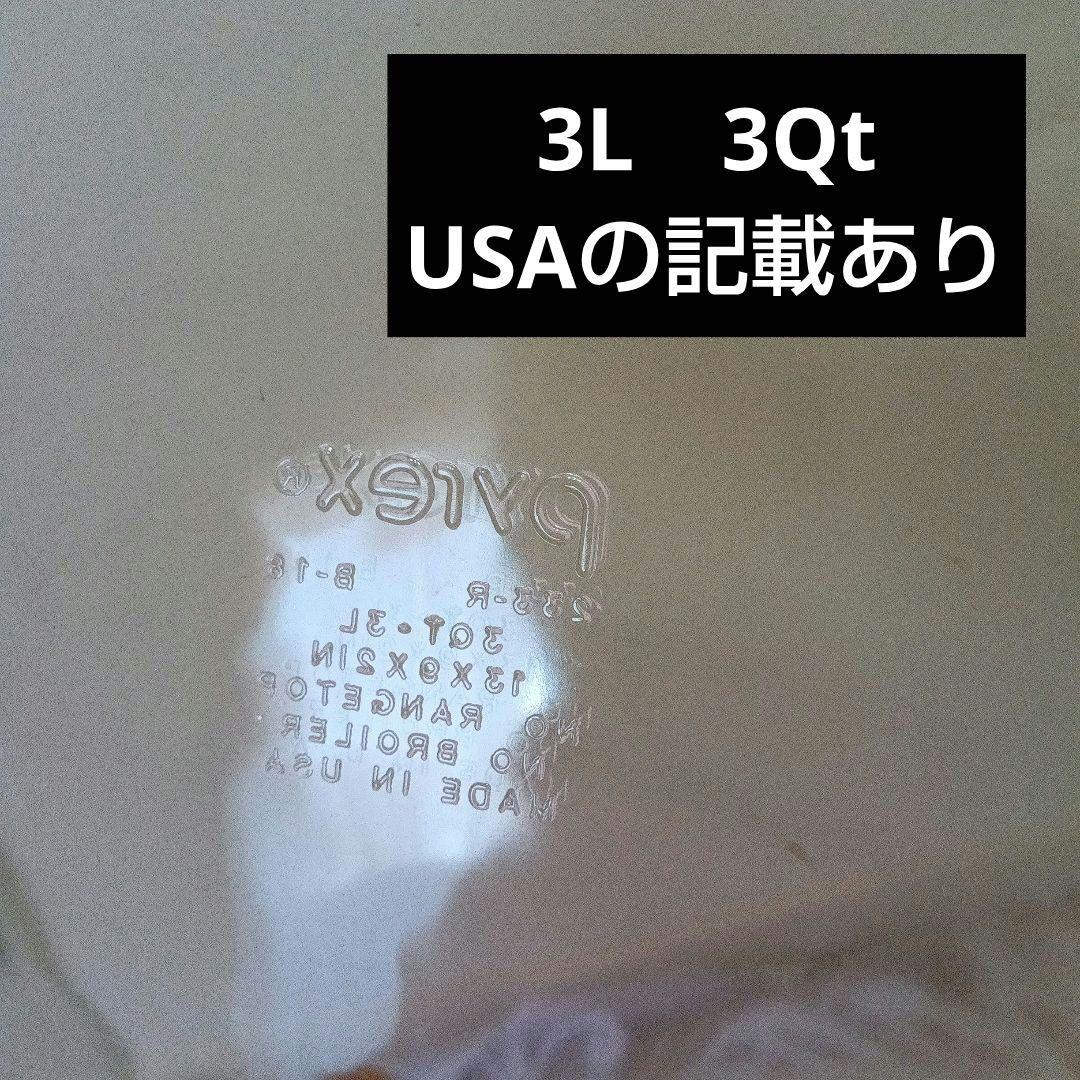 3L 3Qt
USAの記載あり
pyrex®
233-R B-18
3QT•3L
13X9X2IN
NO RANGETOP
NO BROILER
MADE IN USA